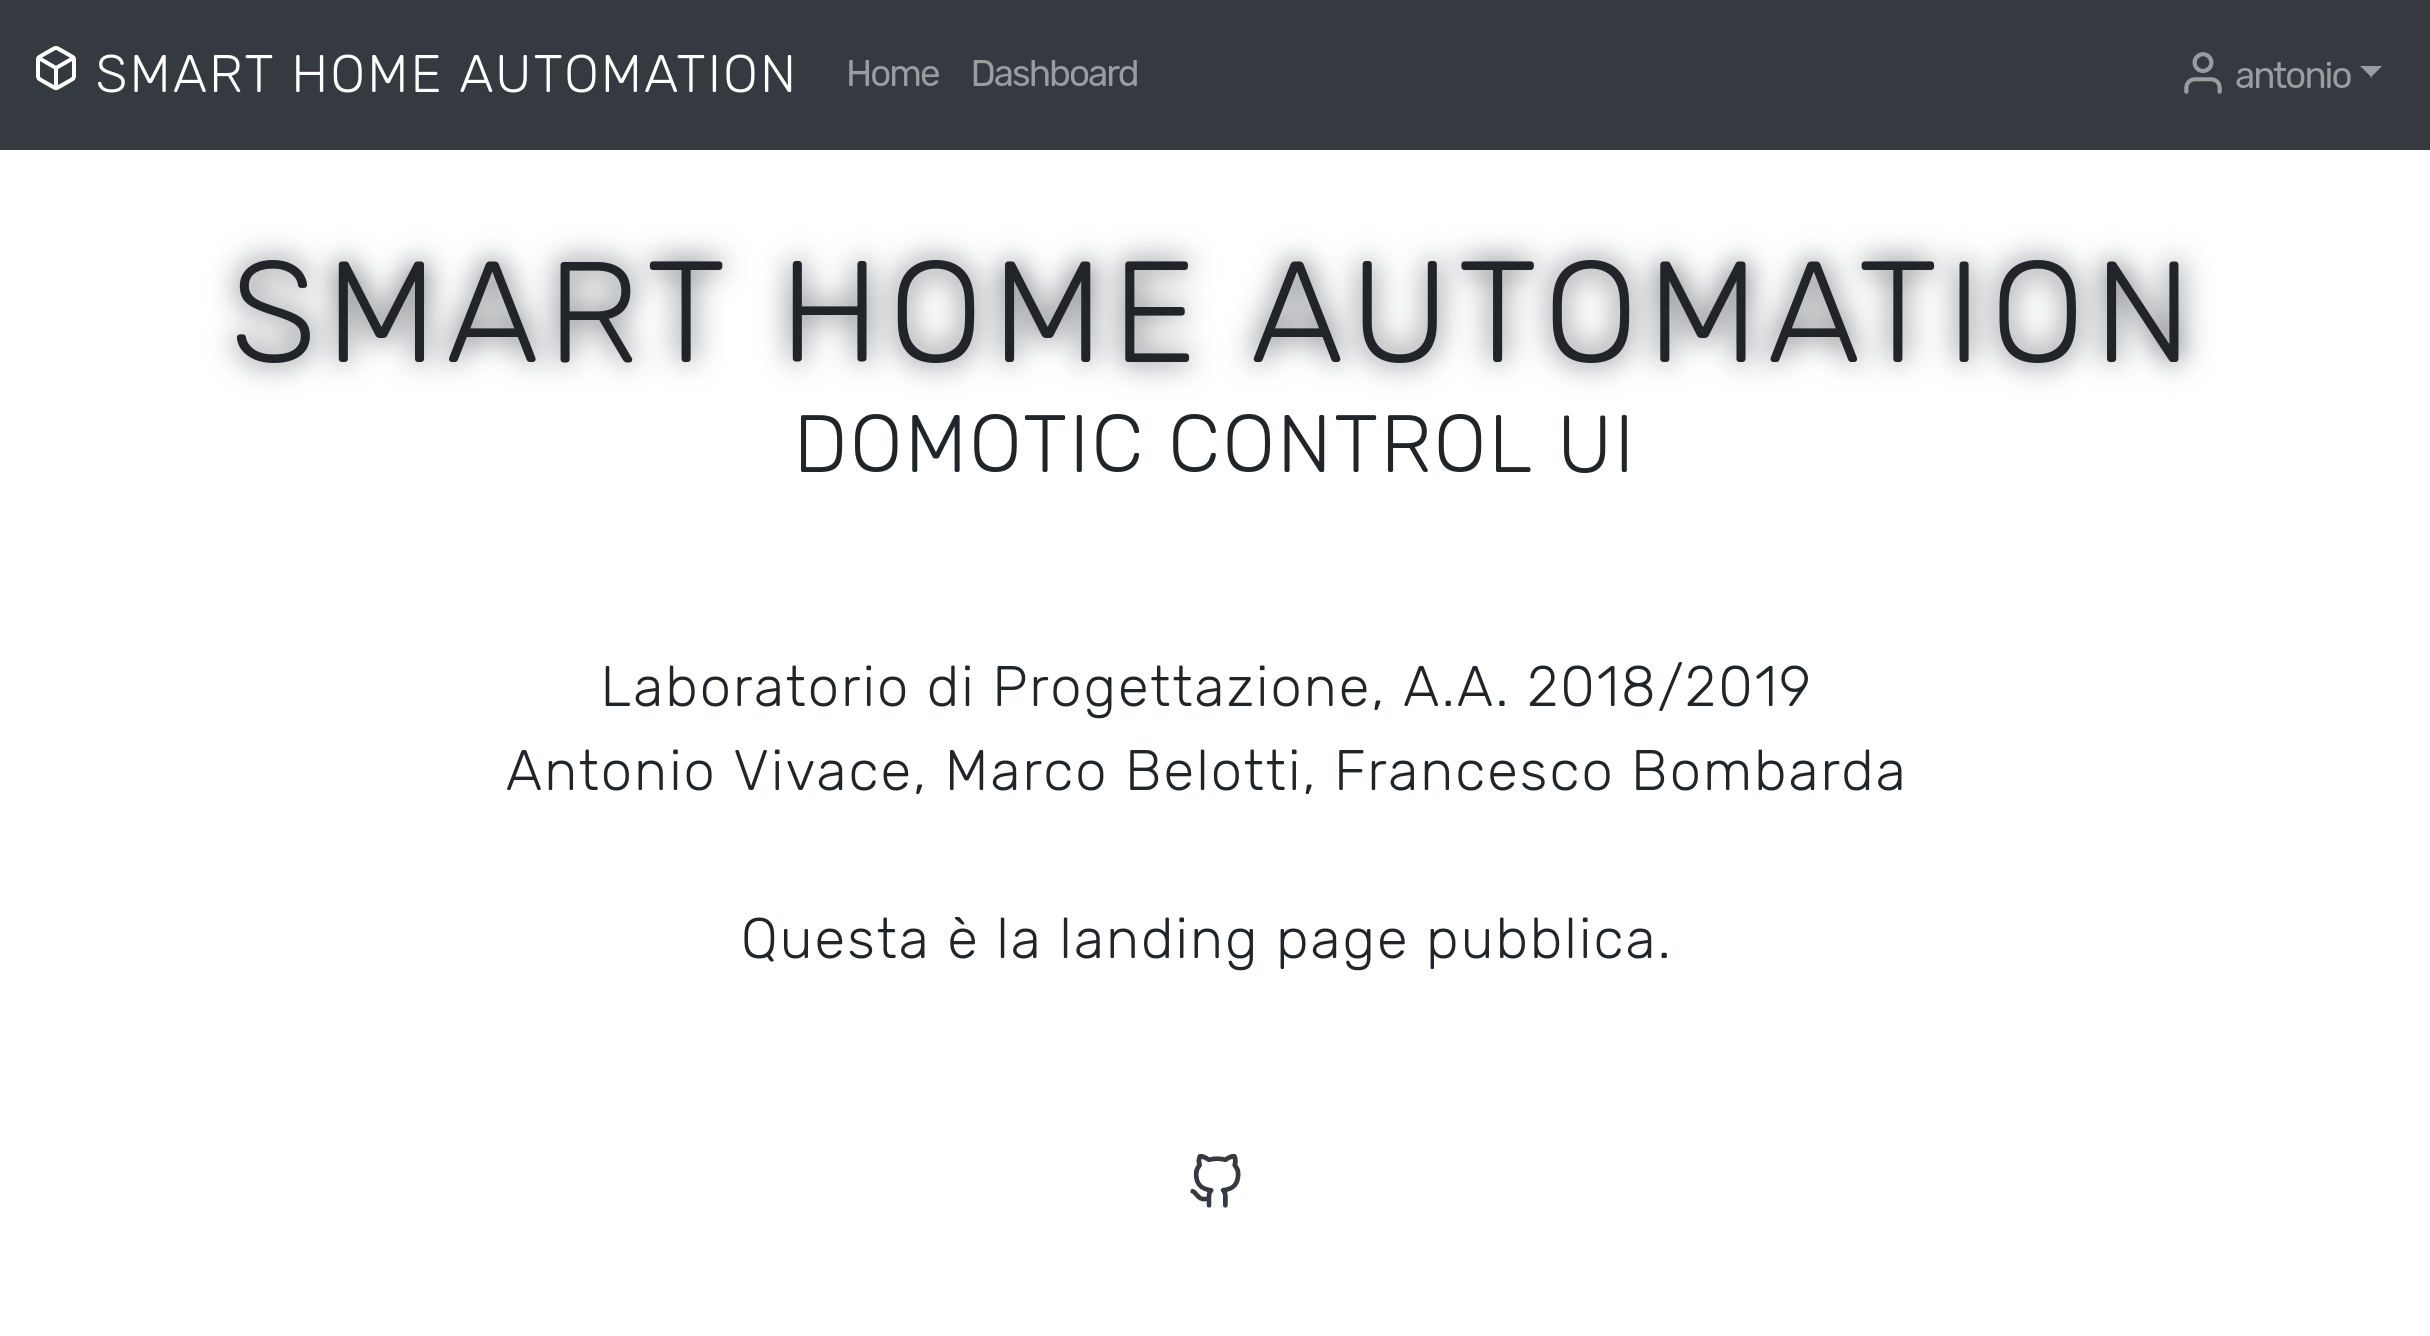 SMART HOME AUTOMATION Home Dashboard antonio
SMART HOME AUTOMATION
DOMOTIC CONTROL UI
Laboratorio di Progettazione, A.A. 2018/2019
Antonio Vivace, Marco Belotti, Francesco Bombarda
Questa è la landing page pubblica.